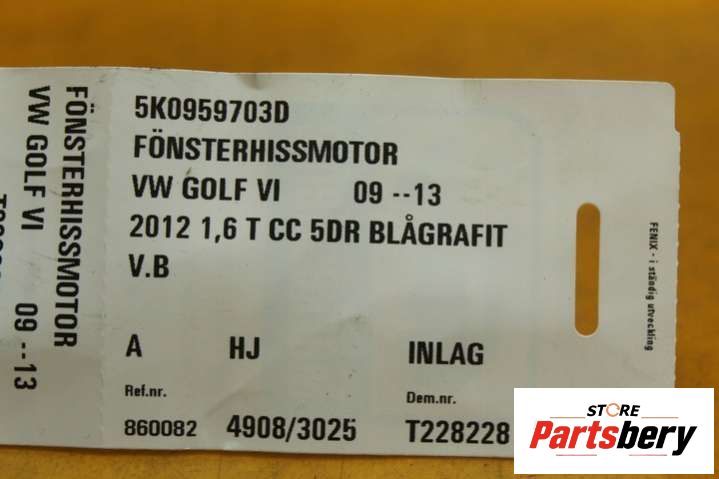 5K0959703D
FÖNSTERHISSMOTOR
VW GOLF VI 09 --13
2012 1,6 T CC 5DR BLÅGRAFIT
V.B
A HJ INLAG
Ref.nr. Dem.nr.
860082 4908/3025 T228228
FÖNSTERHISSMOTOR
VW GOLF VI 09 --13
FENIX - i ständig utveckling
STORE
Partsbery